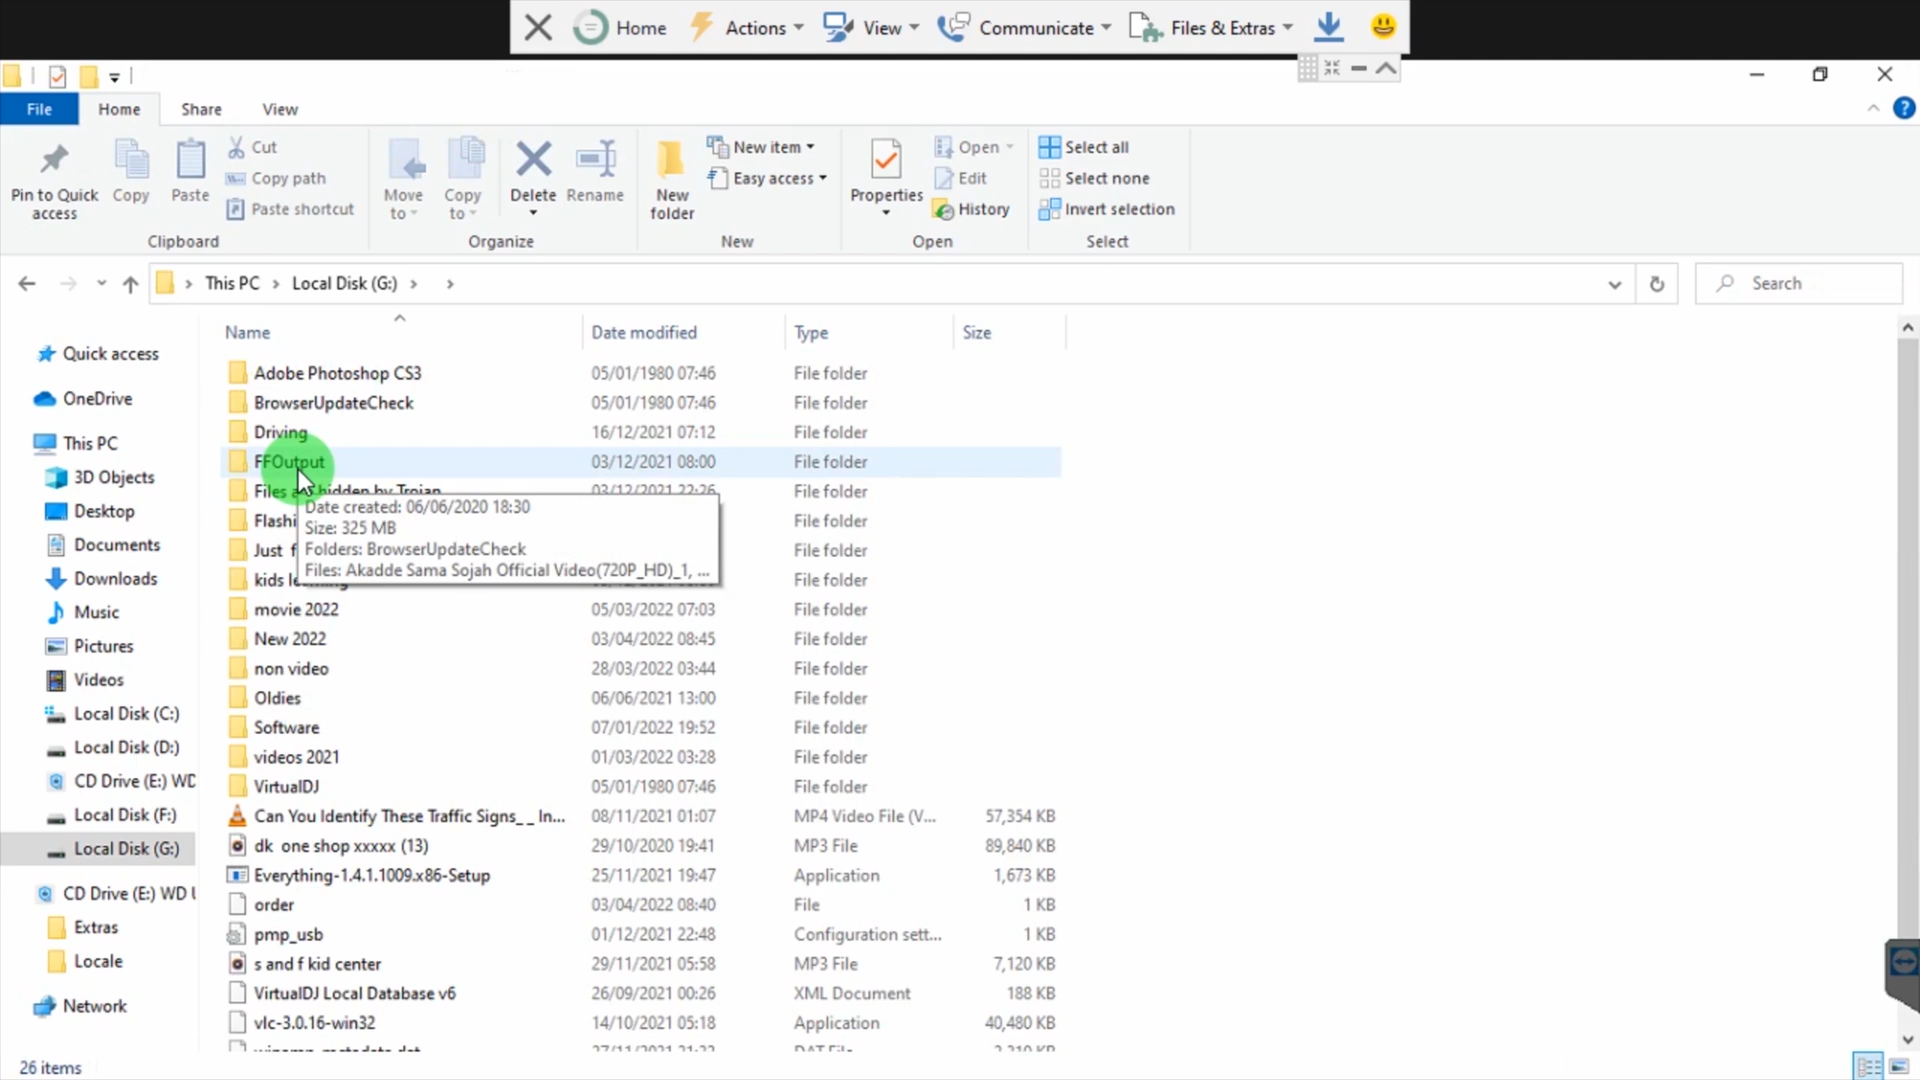 Home Actions View Communicate Files & Extras
File Home Share View
Pin to Quick access
Copy
Paste
Cut
Copy path
Paste shortcut
Clipboard
Move to
Copy to
Delete
Rename
Organize
New folder
New item
Easy access
New
Properties
Open
Edit
History
Open
Select all
Select none
Invert selection
Select
This PC > Local Disk (G:) > >
Search
Quick access
OneDrive
This PC
3D Objects
Desktop
Documents
Downloads
Music
Pictures
Videos
Local Disk (C:)
Local Disk (D:)
CD Drive (E:) WD
Local Disk (F:)
Local Disk (G:)
CD Drive (E:) WD U
Extras
Locale
Network
Name Date modified Type Size
Adobe Photoshop CS3 05/01/1980 07:46 File folder
BrowserUpdateCheck 05/01/1980 07:46 File folder
Driving 16/12/2021 07:12 File folder
FFOutput 03/12/2021 08:00 File folder
Files hidden by Trojan 03/12/2021 22:26 File folder
Flashi
Date created: 06/06/2020 18:30
Size: 325 MB
Folders: BrowserUpdateCheck
Files: Akadde Sama Sojah Official Video(720P_HD)_1, ...
File folder
Just f File folder
kids File folder
movie 2022 05/03/2022 07:03 File folder
New 2022 03/04/2022 08:45 File folder
non video 28/03/2022 03:44 File folder
Oldies 06/06/2021 13:00 File folder
Software 07/01/2022 19:52 File folder
videos 2021 01/03/2022 03:28 File folder
VirtualDJ 05/01/1980 07:46 File folder
Can You Identify These Traffic Signs_ _ In... 08/11/2021 01:07 MP4 Video File (V... 57,354 KB
dk one shop xxxxx (13) 29/10/2020 19:41 MP3 File 89,840 KB
Everything-1.4.1.1009.x86-Setup 25/11/2021 19:47 Application 1,673 KB
order 03/04/2022 08:40 File 1 KB
pmp_usb 01/12/2021 22:48 Configuration sett... 1 KB
s and f kid center 29/11/2021 05:58 MP3 File 7,120 KB
VirtualDJ Local Database v6 26/09/2021 00:26 XML Document 188 KB
vlc-3.0.16-win32 14/10/2021 05:18 Application 40,480 KB
26 items